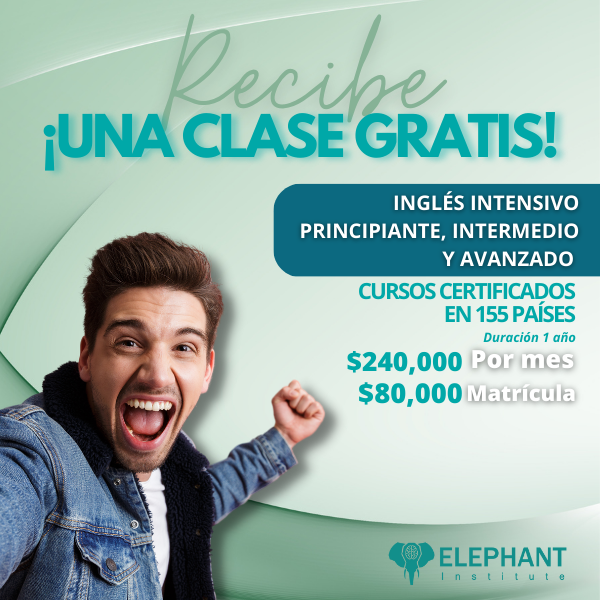 Recibe
¡UNA CLASE GRATIS!
INGLÉS INTENSIVO
PRINCIPIANTE, INTERMEDIO
Y AVANZADO
CURSOS CERTIFICADOS
EN 155 PAÍSES
Duración 1 año
$240,000 Por mes
$80,000 Matrícula
ELEPHANT
Institute